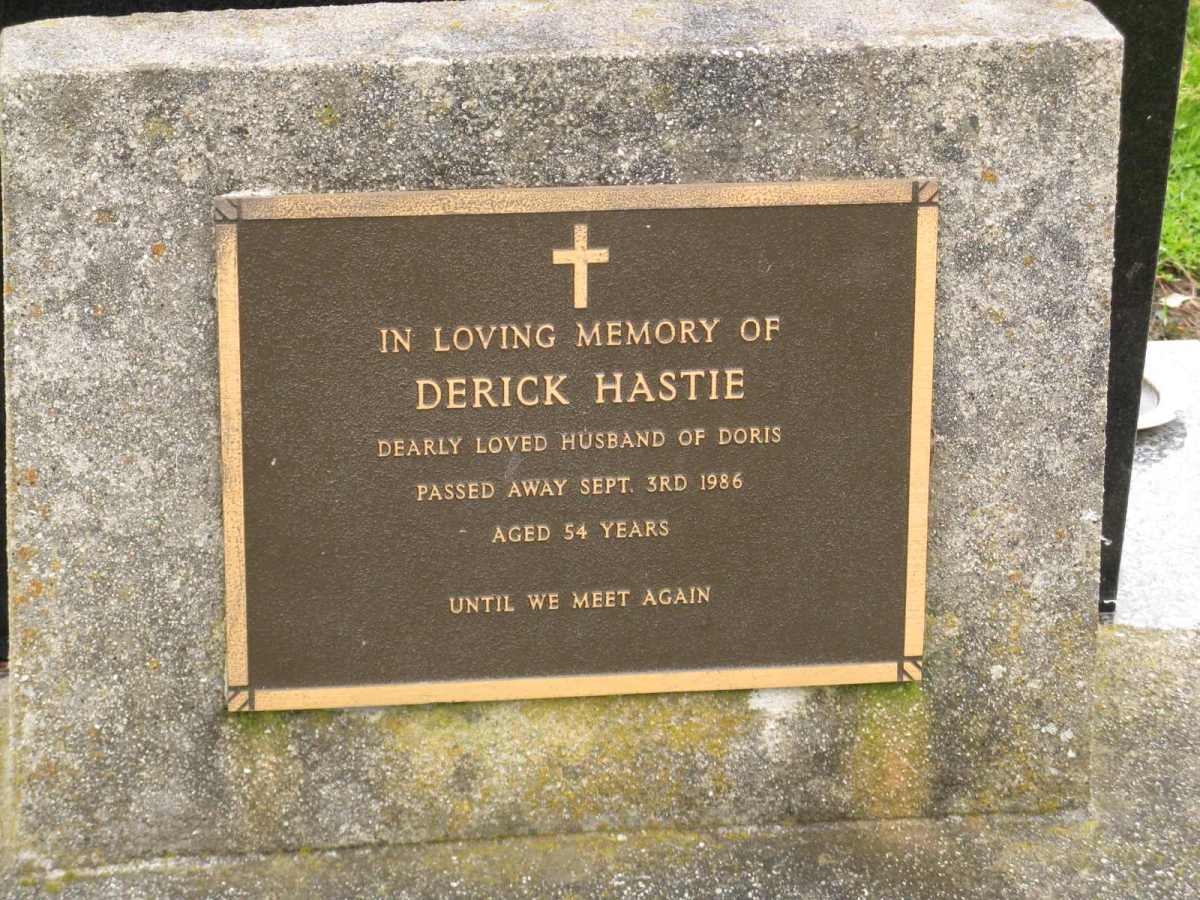 IN LOVING MEMORY OF
DERICK HASTIE
DEARLY LOVED HUSBAND OF DORIS
PASSED AWAY SEPT. 3RD 1986
AGED 54 YEARS
UNTIL WE MEET AGAIN